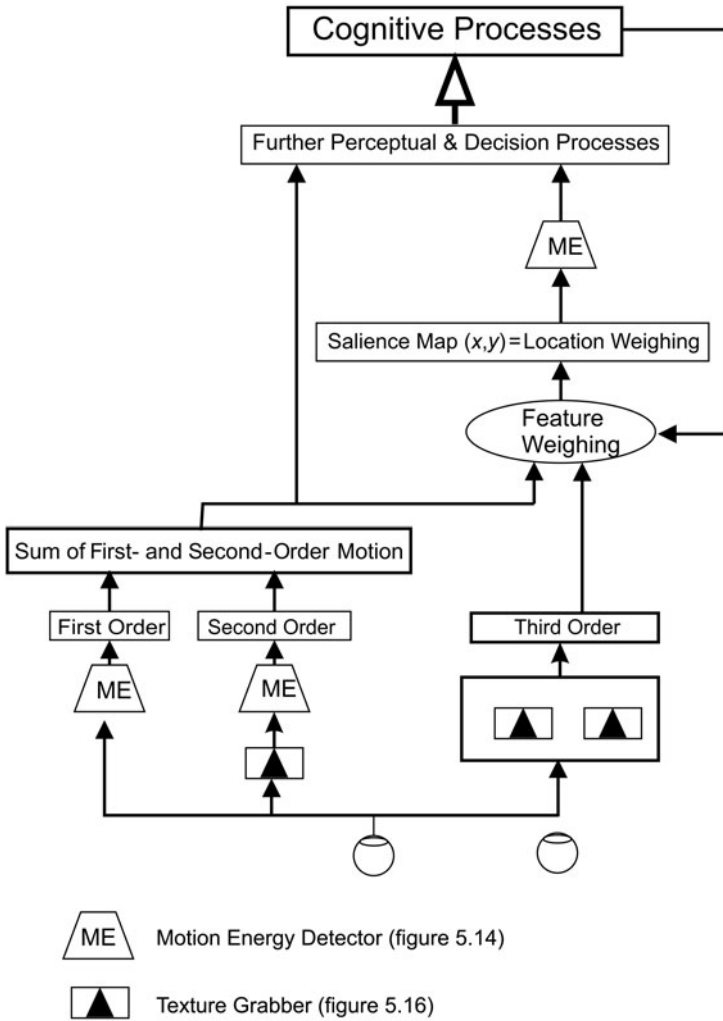 Cognitive Processes
Further Perceptual & Decision Processes
ME
Salience Map (x,y)=Location Weighing
Feature
Weighing
Sum of First- and Second-Order Motion
First Order
Second Order
Third Order
ME
ME
ME
Motion Energy Detector (figure 5.14)
Texture Grabber (figure 5.16)